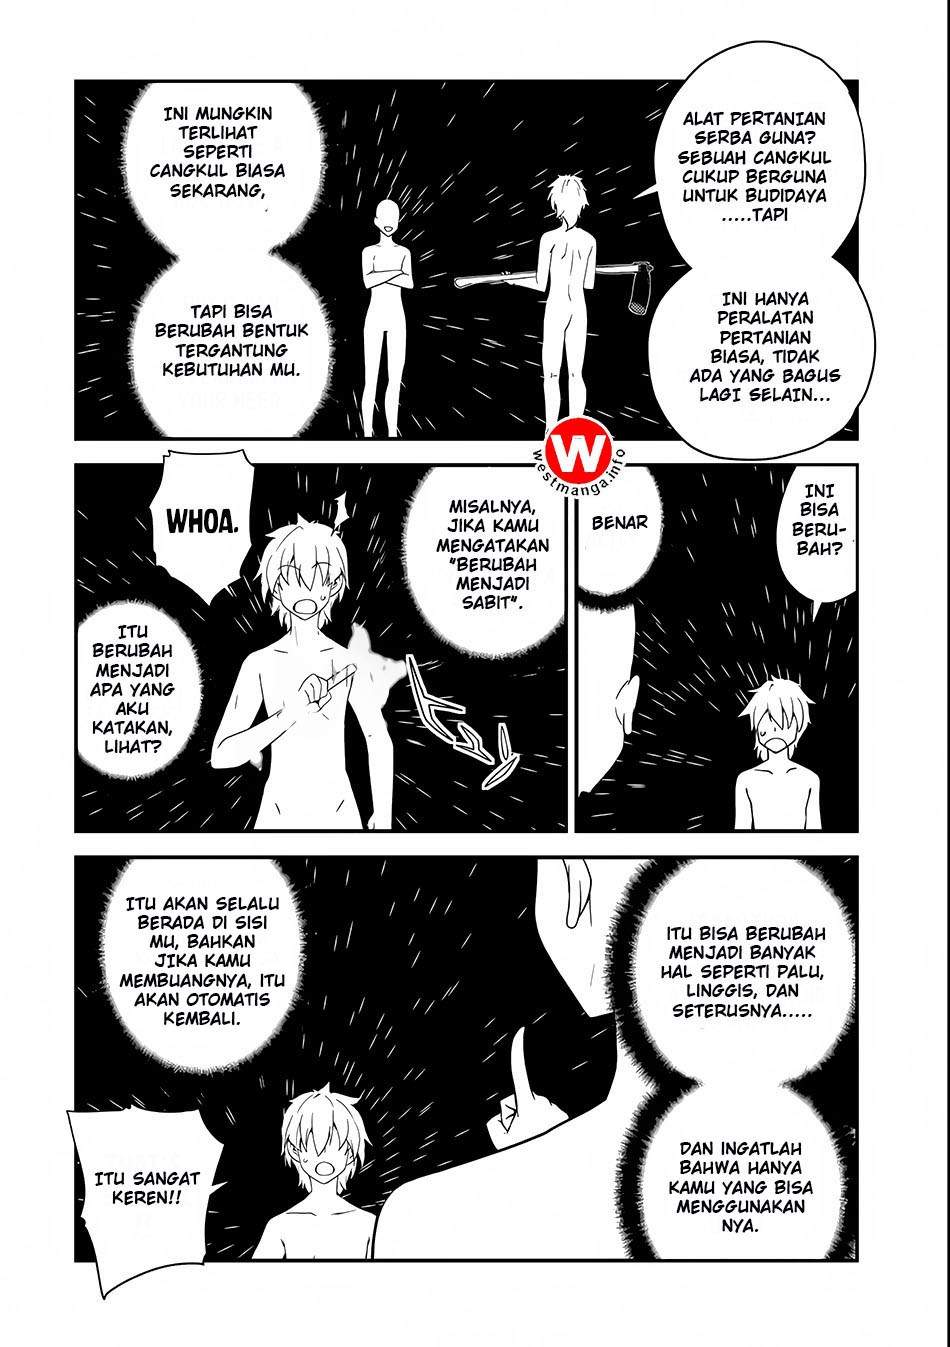 ALAT PERTANIAN
SERBA GUNA?
SEBUAH CANGKUL
CUKUP BERGUNA
UNTUK BUDIDAYA
.....TAPI
INI HANYA
PERALATAN
PERTANIAN
BIASA, TIDAK
ADA YANG BAGUS
LAGI SELAIN...
INI MUNGKIN
TERLIHAT
SEPERTI
CANGKUL BIASA
SEKARANG,
TAPI BISA
BERUBAH BENTUK
TERGANTUNG
KEBUTUHAN MU.
W
westmanga.info
INI
BISA
BERU-
BAH?
BENAR
MISALNYA,
JIKA KAMU
MENGATAKAN
"BERUBAH
MENJADI
SABIT".
WHOA.
ITU
BERUBAH
MENJADI
APA YANG
AKU
KATAKAN,
LIHAT?
ITU BISA BERUBAH
MENJADI BANYAK
HAL SEPERTI PALU,
LINGGIS, DAN
SETERUSNYA.....
DAN INGATLAH
BAHWA HANYA
KAMU YANG BISA
MENGGUNAKAN
NYA.
ITU AKAN SELALU
BERADA DI SISI
MU, BAHKAN
JIKA KAMU
MEMBUANGNYA, ITU
AKAN OTOMATIS
KEMBALI.
ITU SANGAT
KEREN!!